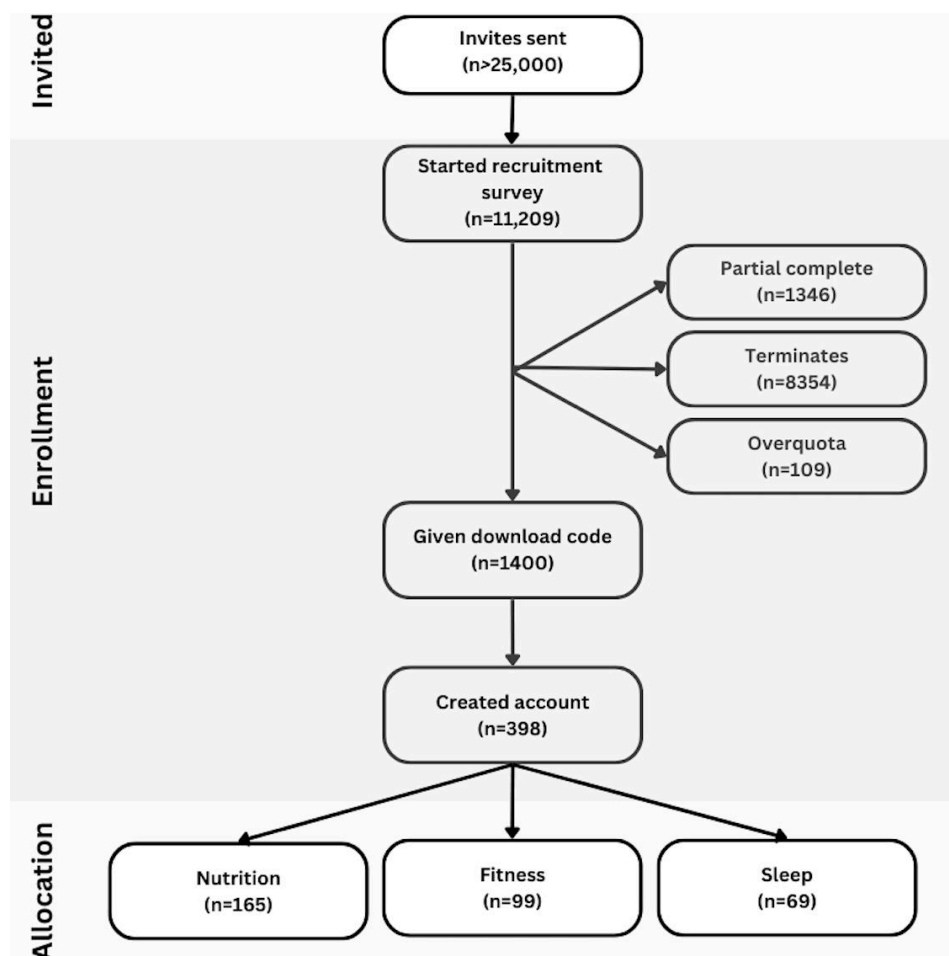 Invited
Invites sent
(n>25,000)
Enrollment
Started recruitment
survey
(n=11,209)
Partial complete
(n=1346)
Terminates
(n=8354)
Overquota
(n=109)
Given download code
(n=1400)
Created account
(n=398)
Allocation
Nutrition
(n=165)
Fitness
(n=99)
Sleep
(n=69)